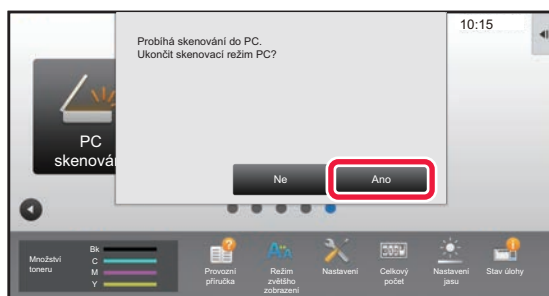 10:15
Probíhá skenování do PC.
Ukončit skenovací režim PC?
PC
skenován
Ne
Ano
Množství
toneru
Bk
C
M
Y
Provozní
příručka
Režim
zvětšho
zobrazení
Nastavení
Celkový
počet
Nastavení
jasu
Stav úlohy